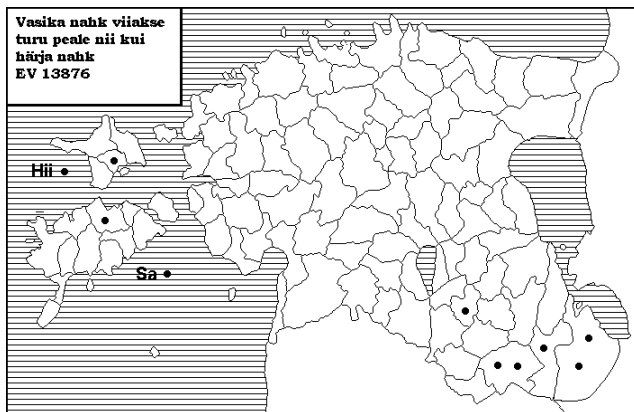 Vasika nahk viiakse
turu peale nii kui
härja nahk
EV 13876
Hii
Sa